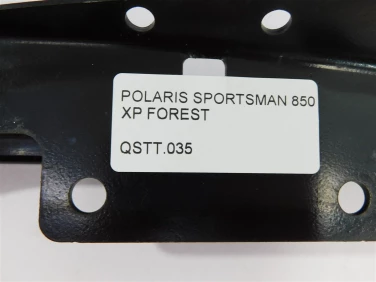 POLARIS SPORTSMAN 850
XP FOREST
QSTT.035